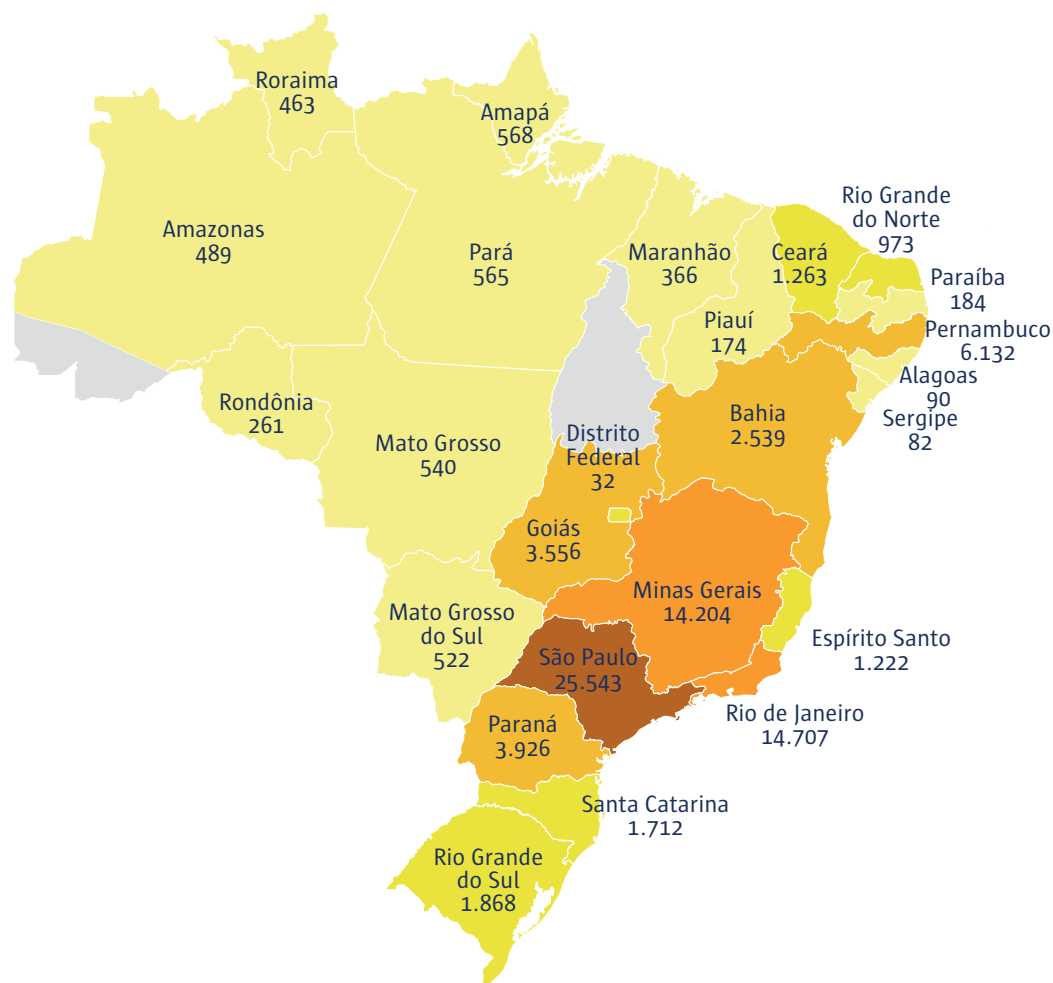 Roraima
463
Amapá
568
Rio Grande
do Norte
973
Amazonas
489
Pará
565
Maranhão
366
Ceará
1.263
Paraíba
184
Piauí
174
Pernambuco
6.132
Alagoas
90
Rondônia
261
Sergipe
82
Bahia
2.539
Mato Grosso
540
Distrito
Federal
32
Goiás
3.556
Minas Gerais
14.204
Mato Grosso
do Sul
522
Espírito Santo
1.222
São Paulo
25.543
Rio de Janeiro
14.707
Paraná
3.926
Santa Catarina
1.712
Rio Grande
do Sul
1.868